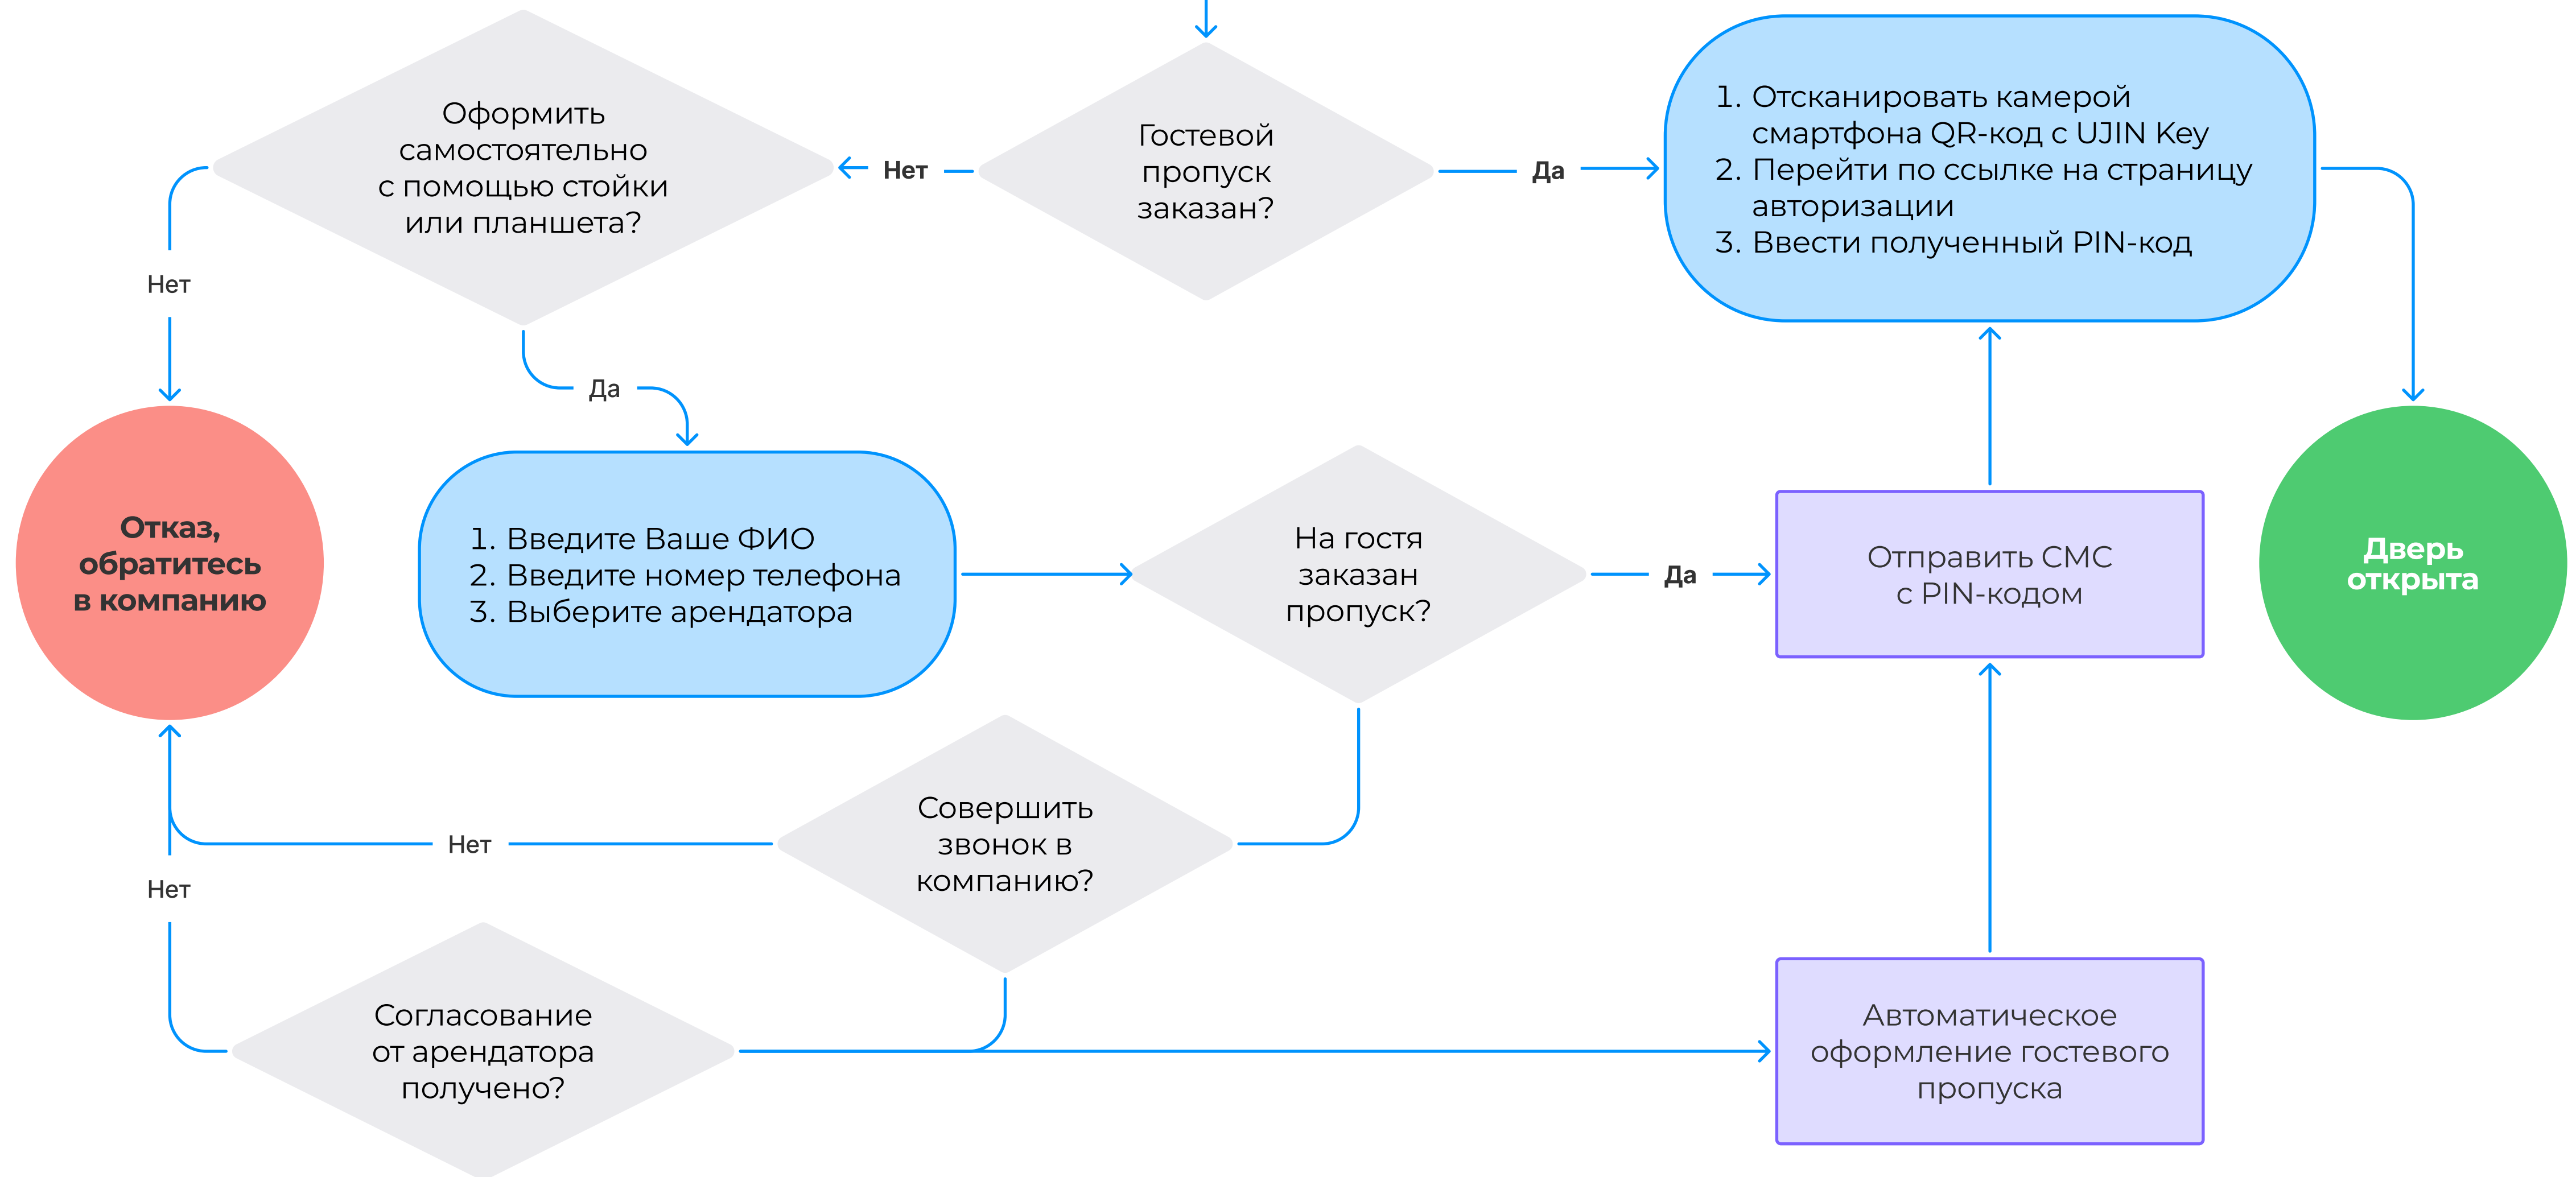 Оформить
самостоятельно
с помощью стойки
или планшета?
Нет
Гостевой
пропуск
заказан?
Да
1. Отсканировать камерой
смартфона QR-код с UJIN Key
2. Перейти по ссылке на страницу
авторизации
3. Ввести полученный PIN-код
Нет
Да
Отказ,
обратитесь
в компанию
1. Введите Ваше ФИО
2. Введите номер телефона
3. Выберите арендатора
На гостя
заказан
пропуск?
Да
Отправить СМС
с PIN-кодом
Дверь
открыта
Совершить
звонок в
компанию?
Нет
Нет
Согласование
от арендатора
получено?
Автоматическое
оформление гостевого
пропуска